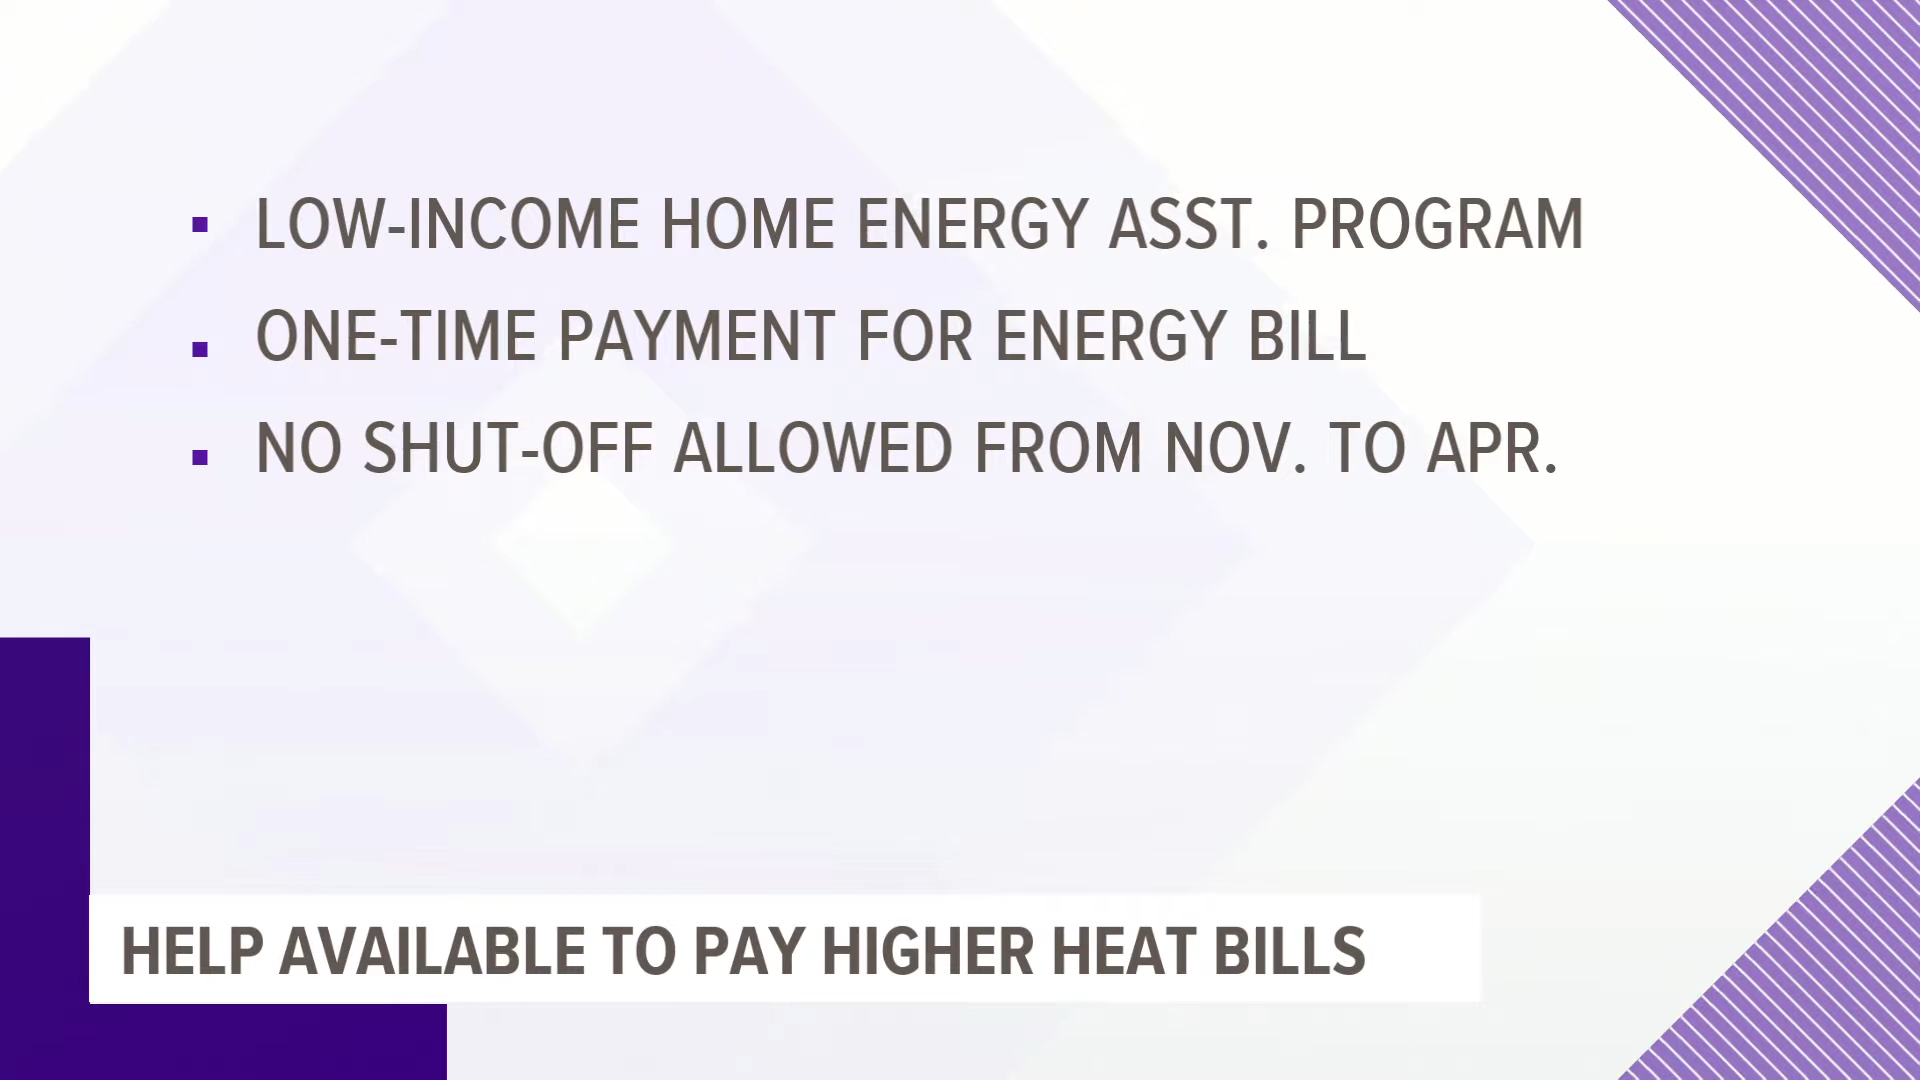 LOW-INCOME HOME ENERGY ASST. PROGRAM
ONE-TIME PAYMENT FOR ENERGY BILL
NO SHUT-OFF ALLOWED FROM NOV. TO APR.
HELP AVAILABLE TO PAY HIGHER HEAT BILLS